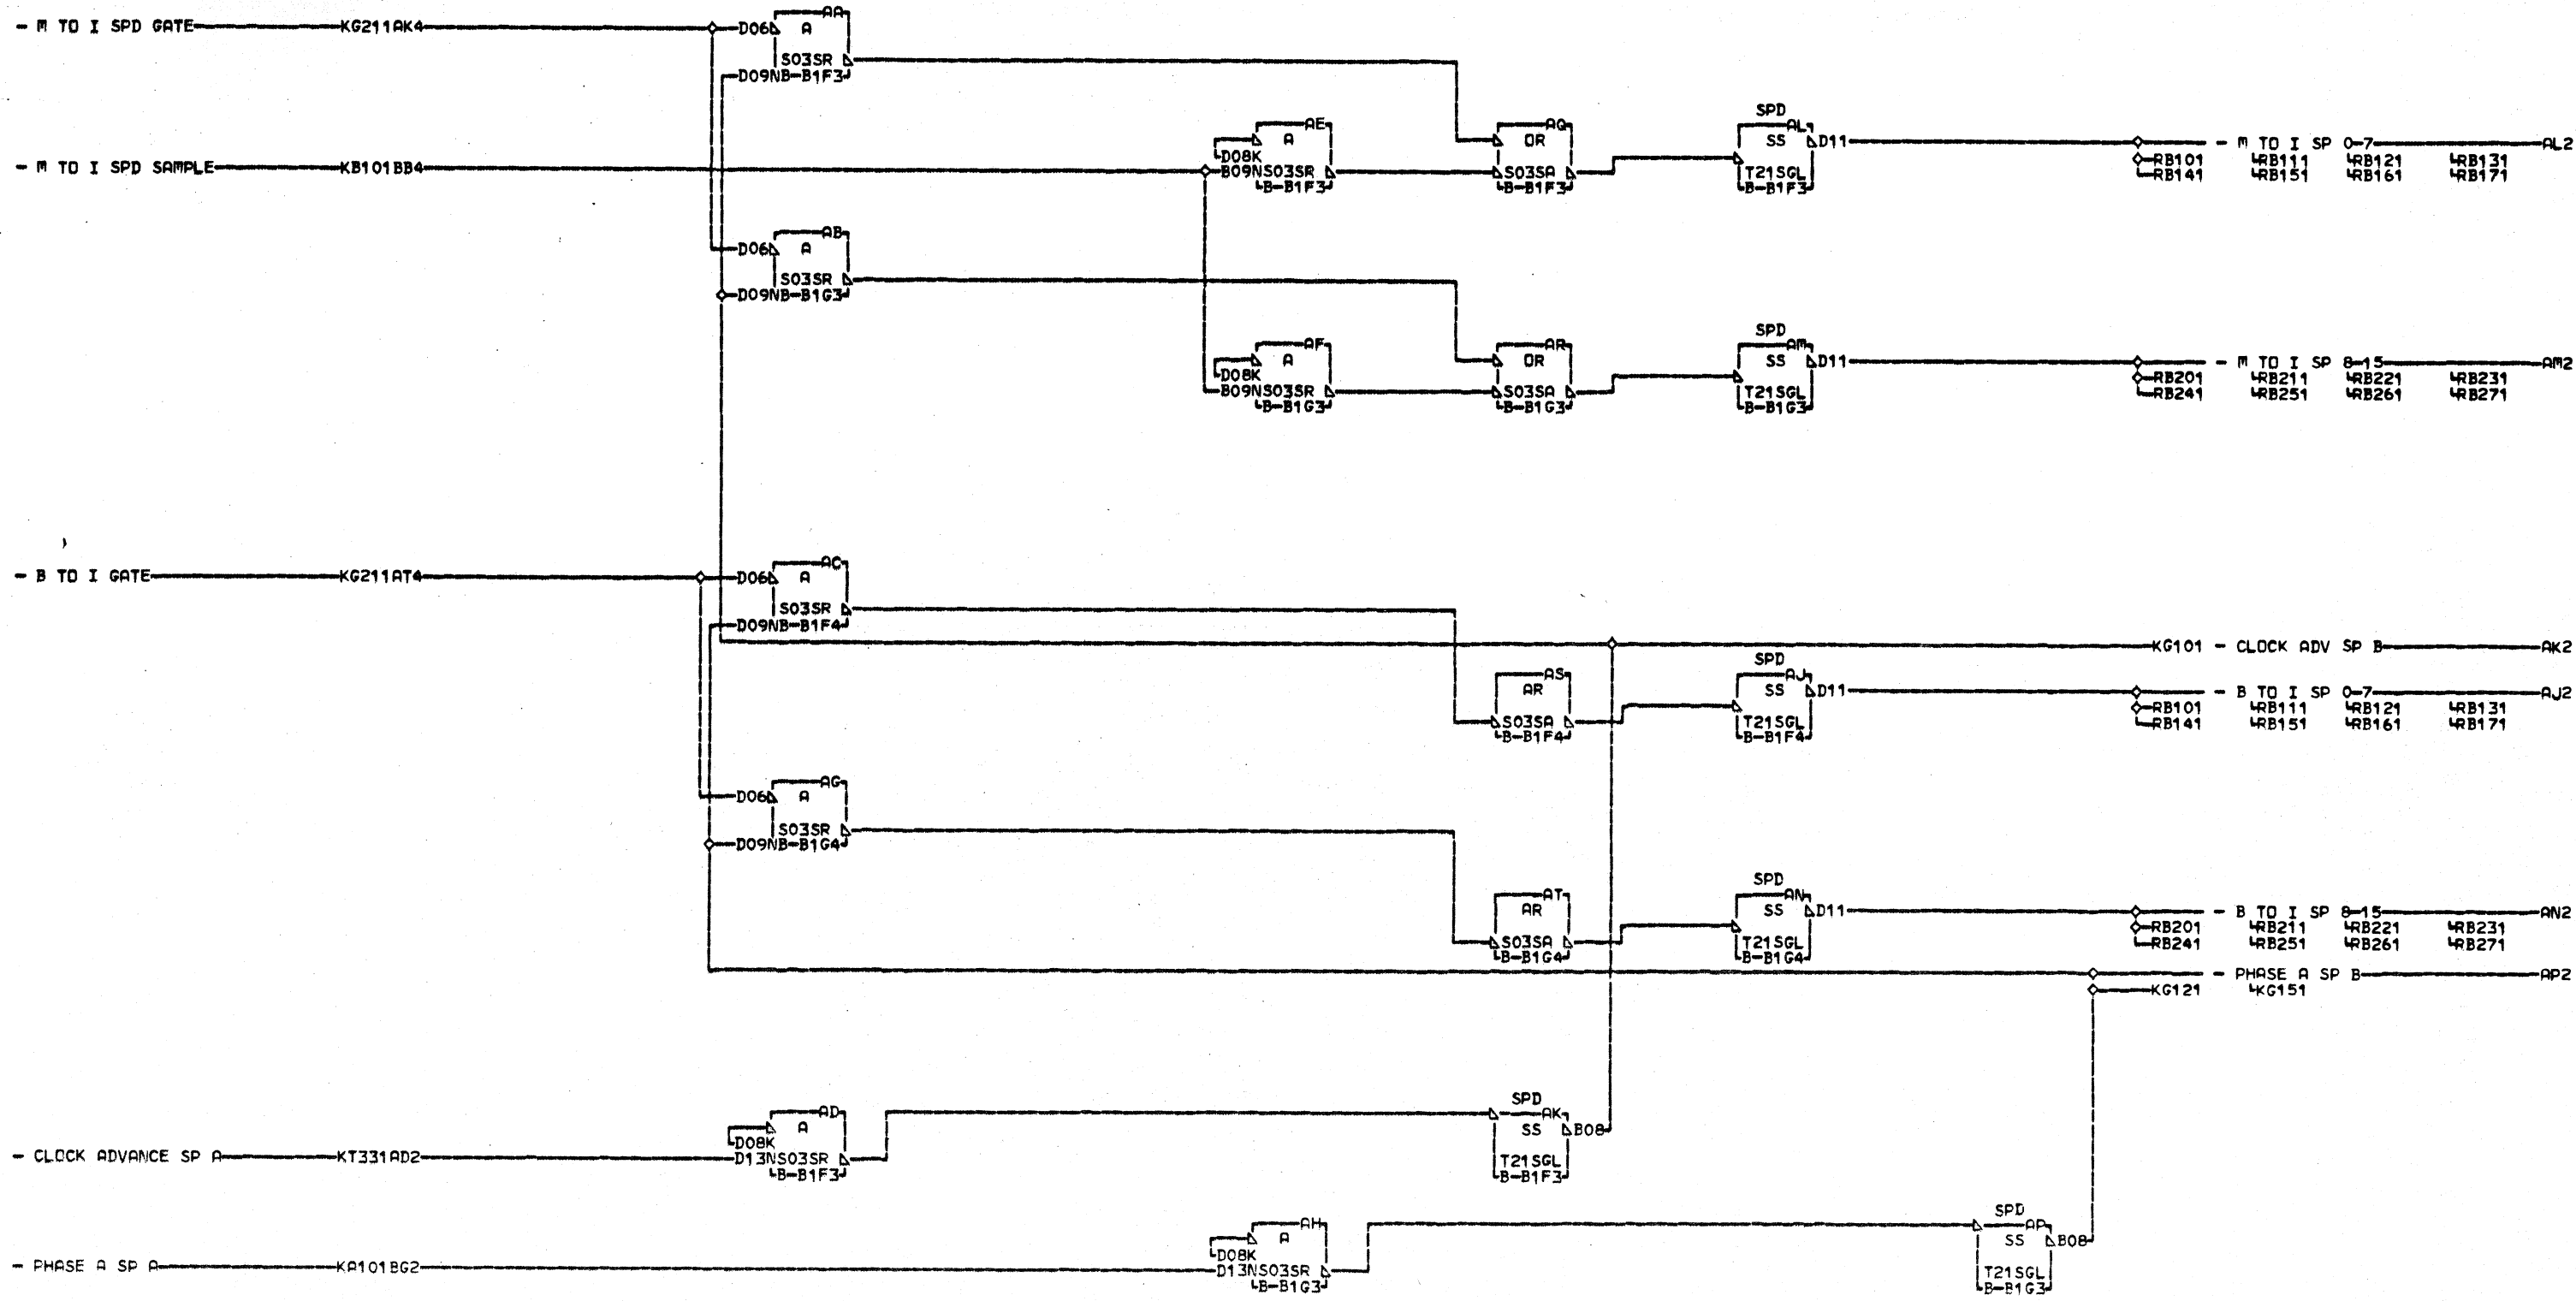 - M TO I SPD GATE KG211AK4 D06 A AA
S03SR
D09NB-B1F3
SPD
AE AQ AL
A OR SS D11 - M TO I SP 0-7 AL2
D08K RB101 RB111 RB121 RB131
- M TO I SPD SAMPLE KB101BB4 B09NS03SR S03SA T21SGL RB141 RB151 RB161 RB171
B-B1F3 B-B1F3 B-B1F3
AB
D06 A
S03SR
D09NB-B1G3
SPD
AF AR AM
A OR SS D11 - M TO I SP 8-15 AM2
D08K RB201 RB211 RB221 RB231
B09NS03SR S03SA T21SGL RB241 RB251 RB261 RB271
B-B1G3 B-B1G3 B-B1G3
AC
- B TO I GATE KG211AT4 D06 A
S03SR
D09NB-B1F4
KG101 - CLOCK ADV SP B AK2
SPD
AS AJ
AR SS D11 - B TO I SP 0-7 AJ2
RB101 RB111 RB121 RB131
S03SA T21SGL RB141 RB151 RB161 RB171
B-B1F4 B-B1F4
AG
D06 A
S03SR
D09NB-B1G4
SPD
AT AN
AR SS D11 - B TO I SP 8-15 AN2
RB201 RB211 RB221 RB231
S03SA T21SGL RB241 RB251 RB261 RB271
B-B1G4 B-B1G4
- PHASE A SP B AP2
KG121 KG151
SPD
AD AK
A SS B08
D08K
- CLOCK ADVANCE SP A KT331AD2 D13NS03SR T21SGL
B-B1F3 B-B1F3
SPD
AH AP
A SS B08
D08K
- PHASE A SP A KA101BG2 D13NS03SR T21SGL
B-B1G3 B-B1G3